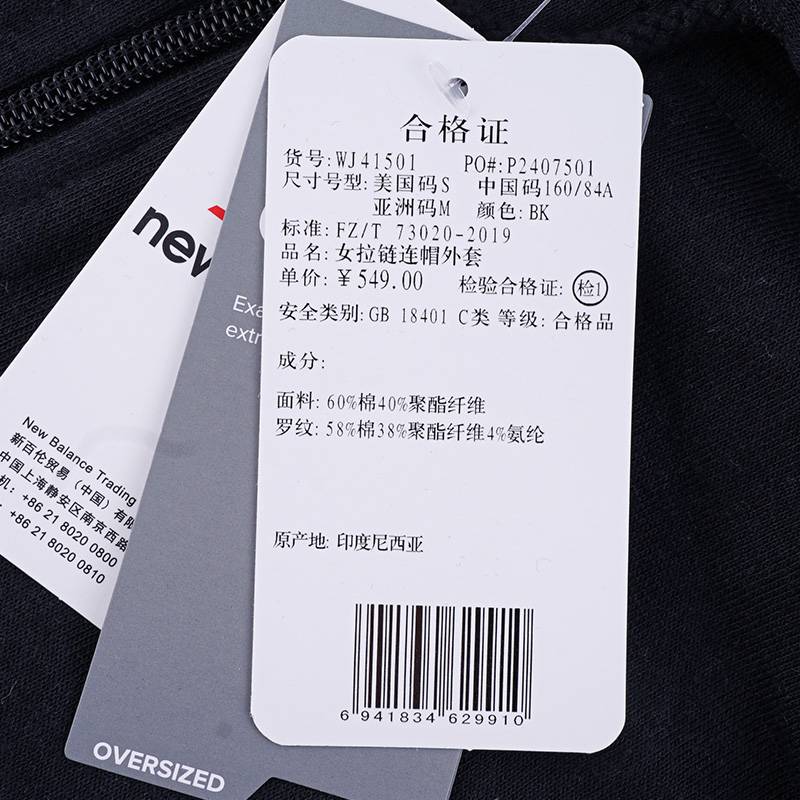 合格证
货号: WJ41501 PO#: P2407501
尺寸号型: 美国码S 中国码160/84A
亚洲码M 颜色: BK
标准: FZ/T 73020-2019
品名: 女拉链连帽外套
单价: ¥549.00 检验合格证: 检1
安全类别: GB 18401 C类 等级: 合格品
成分:
面料: 60%棉40%聚酯纤维
罗纹: 58%棉38%聚酯纤维4%氨纶
原产地: 印度尼西亚
6 941834 629910
new
Exa
extr
New Balance Trading
新百伦贸易（中国）有限
中国上海静安区南京西路
机: +86 21 8020 0800
: +86 21 8020 0810
OVERSIZED